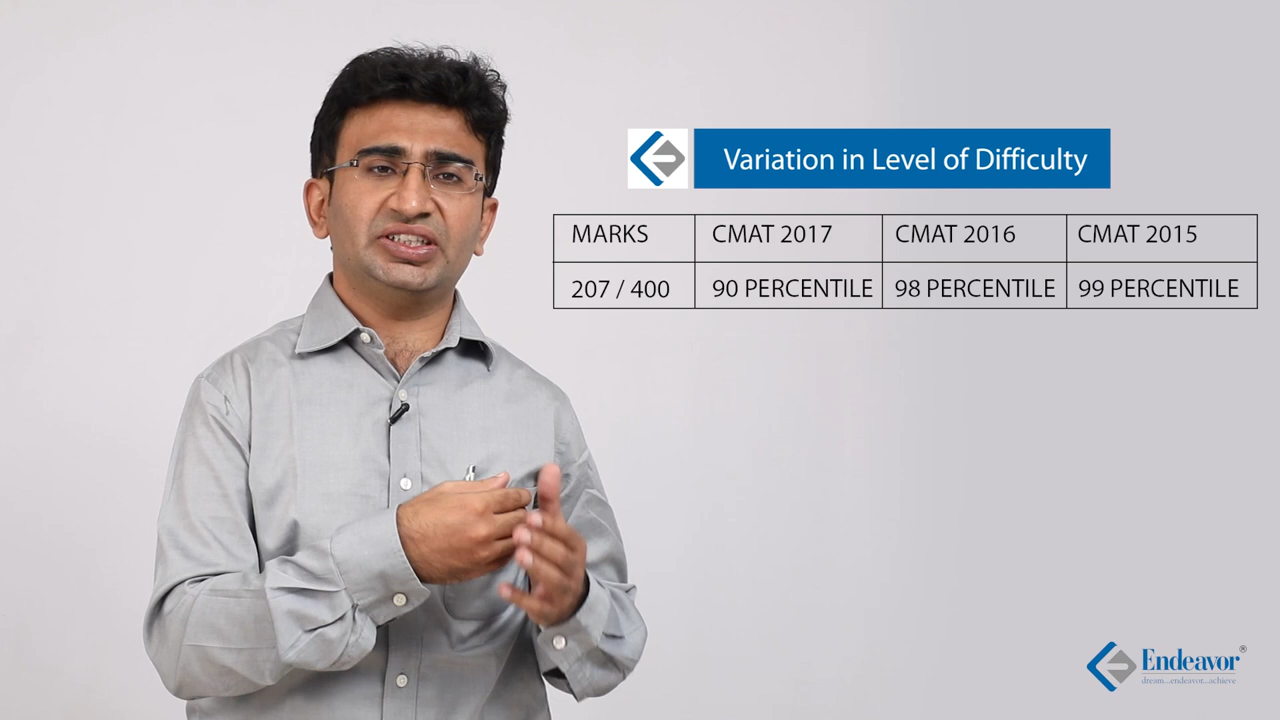 Variation in Level of Difficulty
MARKS CMAT 2017 CMAT 2016 CMAT 2015
207 / 400 90 PERCENTILE 98 PERCENTILE 99 PERCENTILE
Endeavor®
dream...endeavor...achieve